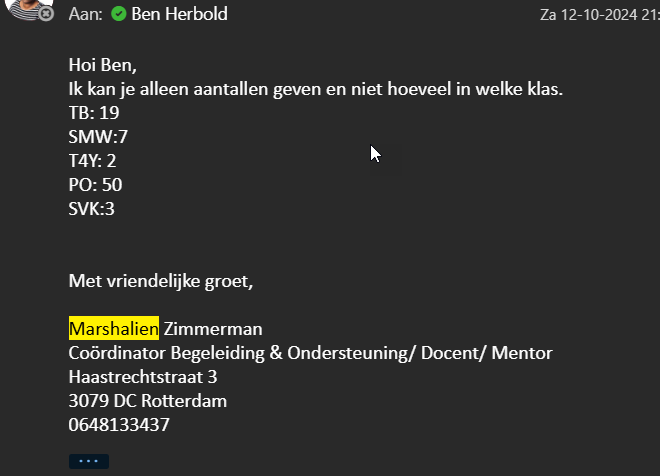 Aan: Ben Herbold
Za 12-10-2024 21:
Hoi Ben,
Ik kan je alleen aantallen geven en niet hoeveel in welke klas.
TB: 19
SMW:7
T4Y: 2
PO: 50
SVK:3
Met vriendelijke groet,
Marshalien Zimmerman
Coördinator Begeleiding & Ondersteuning/ Docent/ Mentor
Haastrechtstraat 3
3079 DC Rotterdam
0648133437